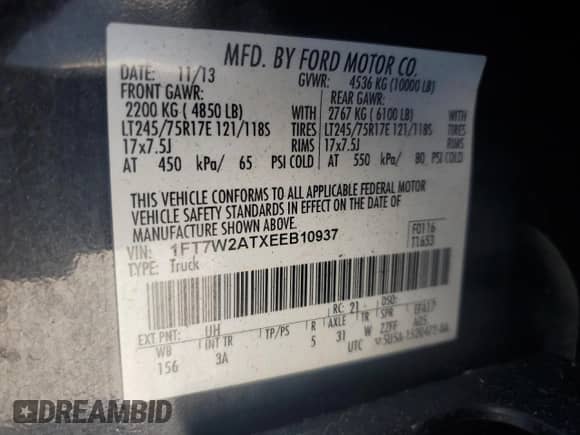 MFD. BY FORD MOTOR CO.
DATE: 11/13 GVWR: 4536 KG (10000 LB)
FRONT GAWR: REAR GAWR:
2200 KG ( 4850 LB) WITH 2767 KG ( 6100 LB) WITH
LT245/75R17E 121/118S TIRES LT245/75R17E 121/118S TIRES
17x7.5J RIMS 17x7.5J RIMS
AT 450 kPa/ 65 PSI COLD AT 550 kPa/ 80 PSI COLD
THIS VEHICLE CONFORMS TO ALL APPLICABLE FEDERAL MOTOR
VEHICLE SAFETY STANDARDS IN EFFECT ON THE DATE OF
MANUFACTURE SHOWN ABOVE.
VIN: 1FT7W2ATXEEB10937 F0116
TYPE: Truck T1653
EXT PNT: UH RC: 21 DSO:
WB INT TR TP/PS R AXLE TR SPR
156 3A 5 31 W ZZFF
UTC
DREAMBID